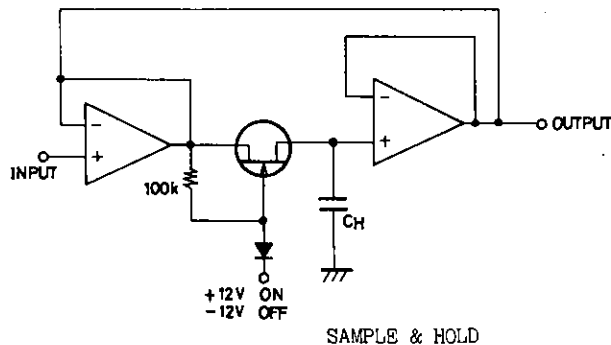 -
+
INPUT
100k
-
+
OUTPUT
CH
+12V ON
-12V OFF
SAMPLE & HOLD